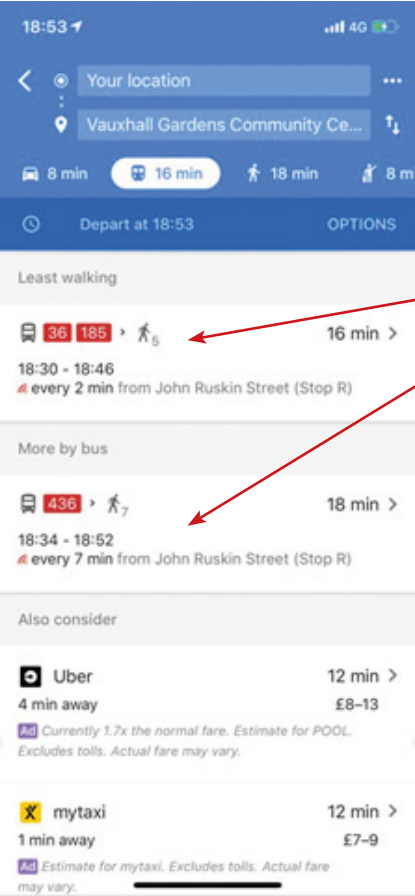 18:53 4G
Your location
Vauxhall Gardens Community Ce...
8 min 16 min 18 min 8 m
Depart at 18:53 OPTIONS
Least walking
36 185 5 16 min
18:30 - 18:46
every 2 min from John Ruskin Street (Stop R)
More by bus
436 7 18 min
18:34 - 18:52
every 7 min from John Ruskin Street (Stop R)
Also consider
Uber 12 min
4 min away £8–13
Ad Currently 1.7x the normal fare. Estimate for POOL.
Excludes tolls. Actual fare may vary.
mytaxi 12 min
1 min away £7–9
Ad Estimate for mytaxi. Excludes tolls. Actual fare
may vary.